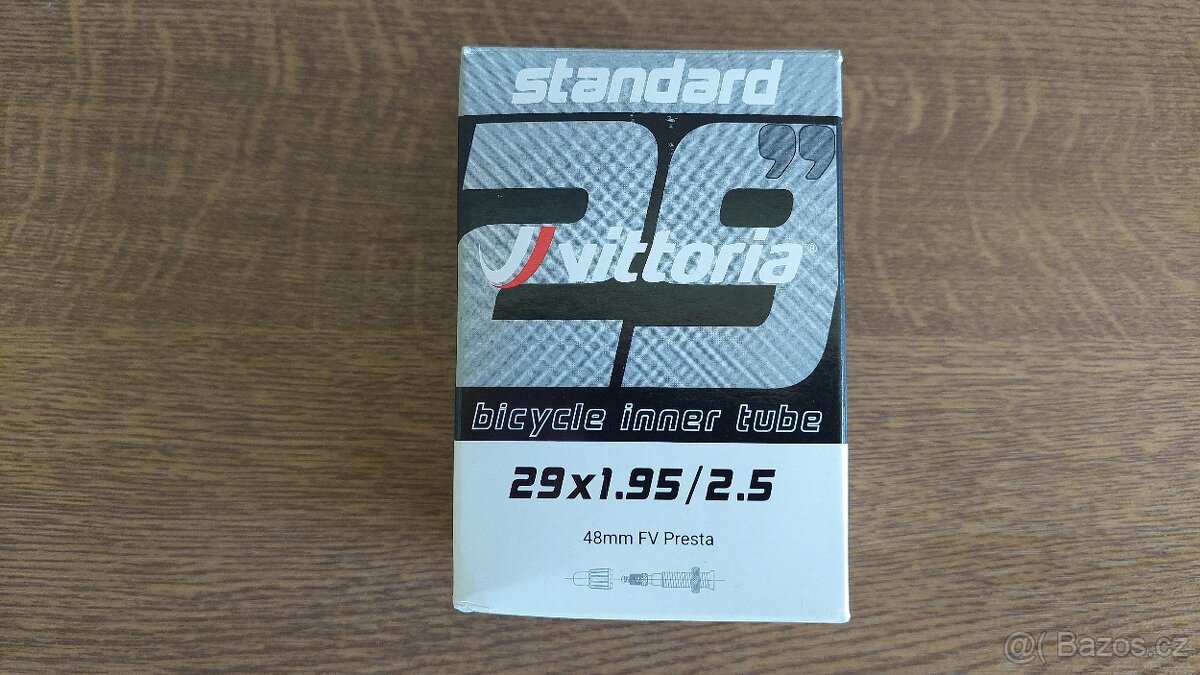 standard
29"
vittoria®
bicycle inner tube
29x1.95/2.5
48mm FV Presta
@( Bazos.cz